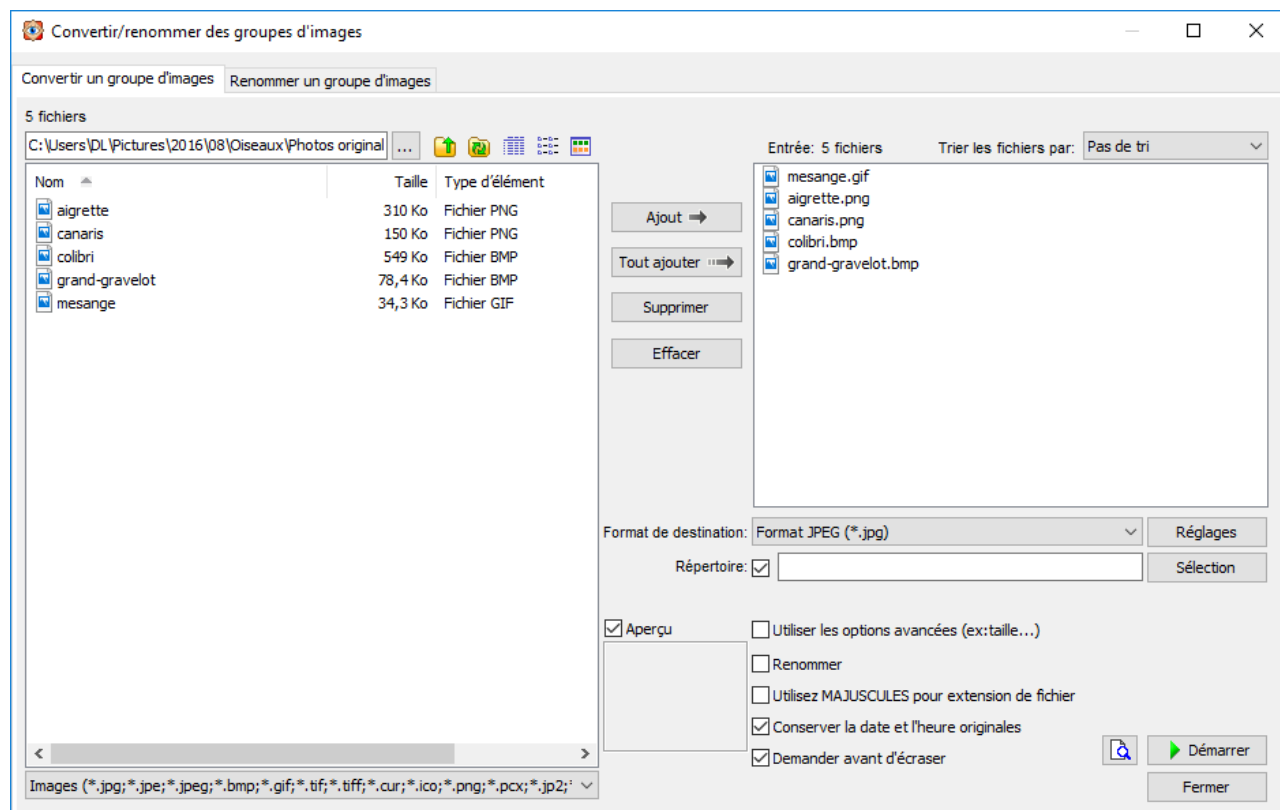 Convertir/renommer des groupes d'images
Convertir un groupe d'images
Renommer un groupe d'images
5 fichiers
C:\Users\DL\Pictures\2016\08\Oiseaux\Photos original
...
Nom
Taille
Type d'élément
aigrette 310 Ko Fichier PNG
canaris 150 Ko Fichier PNG
colibri 549 Ko Fichier BMP
grand-gravelot 78,4 Ko Fichier BMP
mesange 34,3 Ko Fichier GIF
Images (*.jpg;*.jpe;*.jpeg;*.bmp;*.gif;*.tif;*.tiff;*.cur;*.ico;*.png;*.pcx;*.jp2;
Ajout
Tout ajouter
Supprimer
Effacer
Entrée: 5 fichiers
Trier les fichiers par:
Pas de tri
mesange.gif
aigrette.png
canaris.png
colibri.bmp
grand-gravelot.bmp
Format de destination:
Format JPEG (*.jpg)
Réglages
Répertoire:
Sélection
Aperçu
Utiliser les options avancées (ex:taille...)
Renommer
Utilisez MAJUSCULES pour extension de fichier
Conserver la date et l'heure originales
Demander avant d'écraser
Démarrer
Fermer